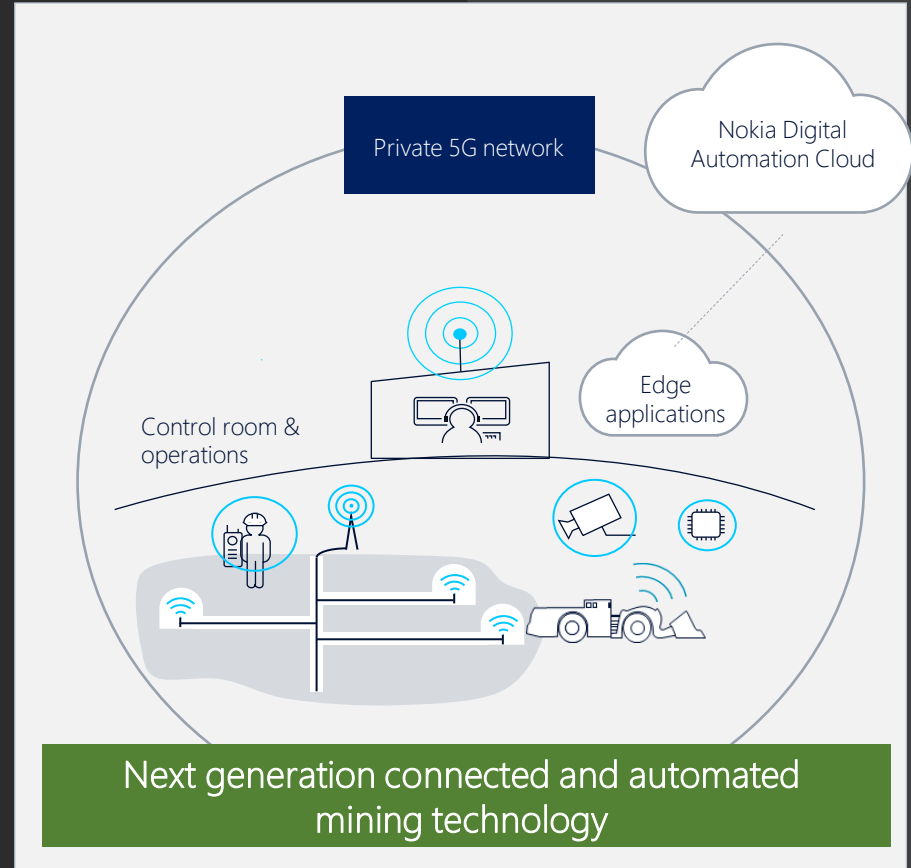 Private 5G network
Nokia Digital
Automation Cloud
Edge
applications
Control room &
operations
Next generation connected and automated
mining technology